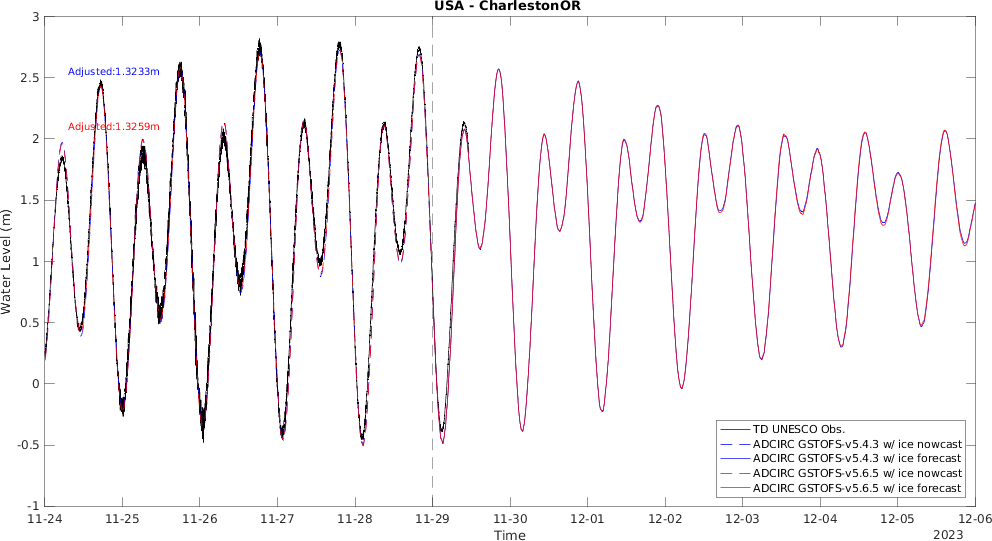 USA - CharlestonOR
3
2.5
2
1.5
1
0.5
0
-0.5
-1
Water Level (m)
Adjusted:1.3233m
Adjusted:1.3259m
TD UNESCO Obs.
ADCIRC GSTOFS-v5.4.3 w/ ice nowcast
ADCIRC GSTOFS-v5.4.3 w/ ice forecast
ADCIRC GSTOFS-v5.6.5 w/ ice nowcast
ADCIRC GSTOFS-v5.6.5 w/ ice forecast
11-24 11-25 11-26 11-27 11-28 11-29 11-30 12-01 12-02 12-03 12-04 12-05 12-06
Time
2023